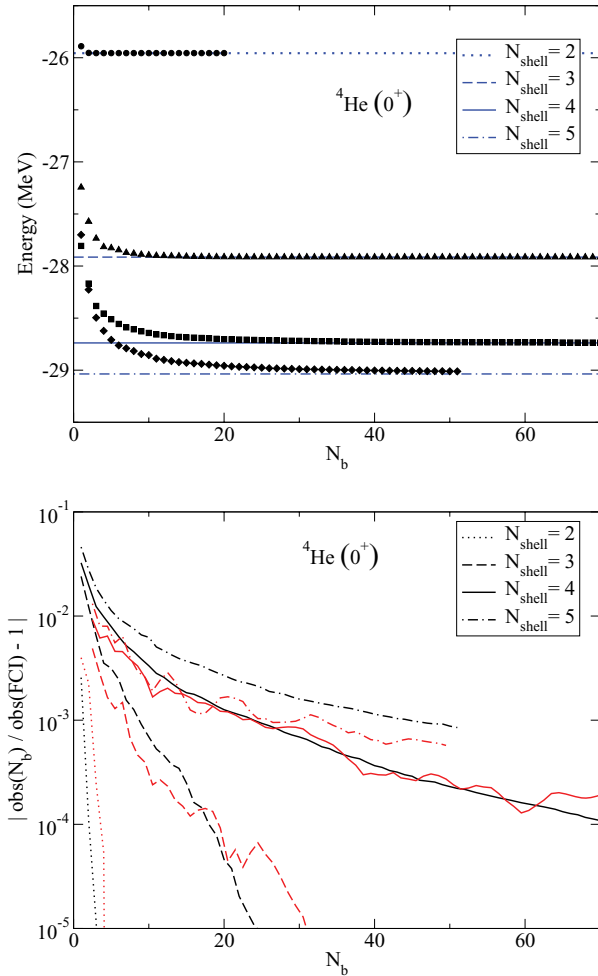 -26
-27
-28
-29
Energy (MeV)
⁴He (0⁺)
N_shell = 2
N_shell = 3
N_shell = 4
N_shell = 5
0 20 40 60
N_b
10⁻¹
10⁻²
10⁻³
10⁻⁴
10⁻⁵
| obs(N_b) / obs(FCI) - 1 |
⁴He (0⁺)
N_shell = 2
N_shell = 3
N_shell = 4
N_shell = 5
0 20 40 60
N_b